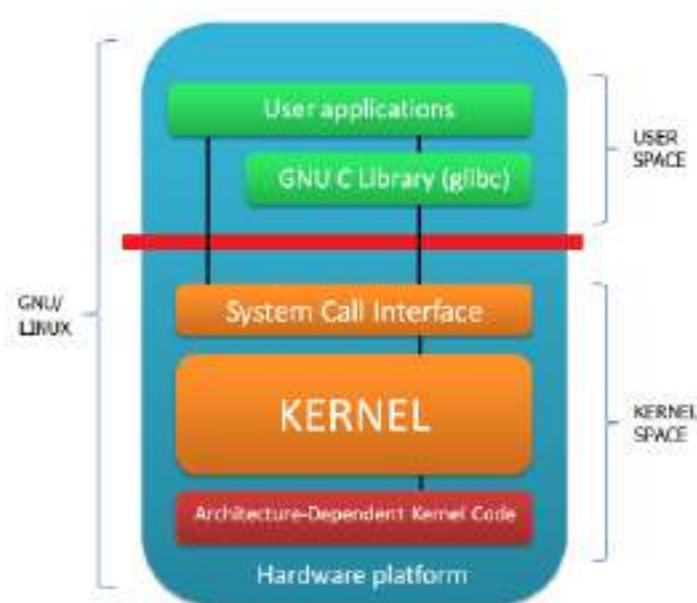 User applications
GNU C Library (glibc)
USER
SPACE
System Call Interface
GNU/
LINUX
KERNEL
KERNEL
SPACE
Architecture-Dependent Kernel Code
Hardware platform